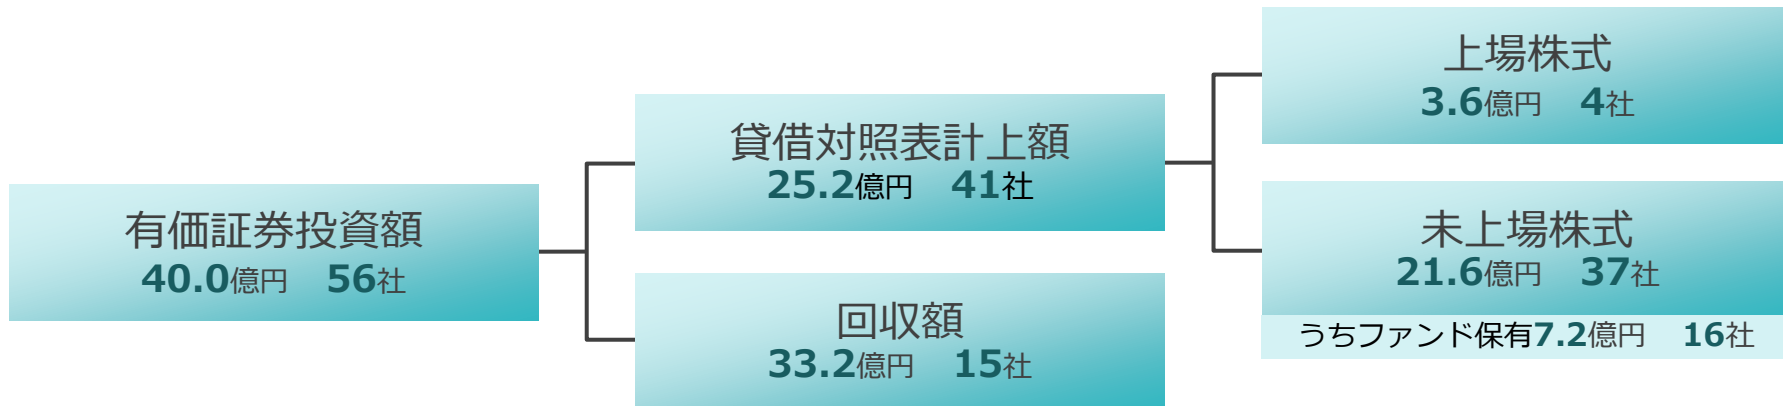 有価証券投資額
40.0億円 56社
貸借対照表計上額
25.2億円 41社
回収額
33.2億円 15社
上場株式
3.6億円 4社
未上場株式
21.6億円 37社
うちファンド保有7.2億円 16社